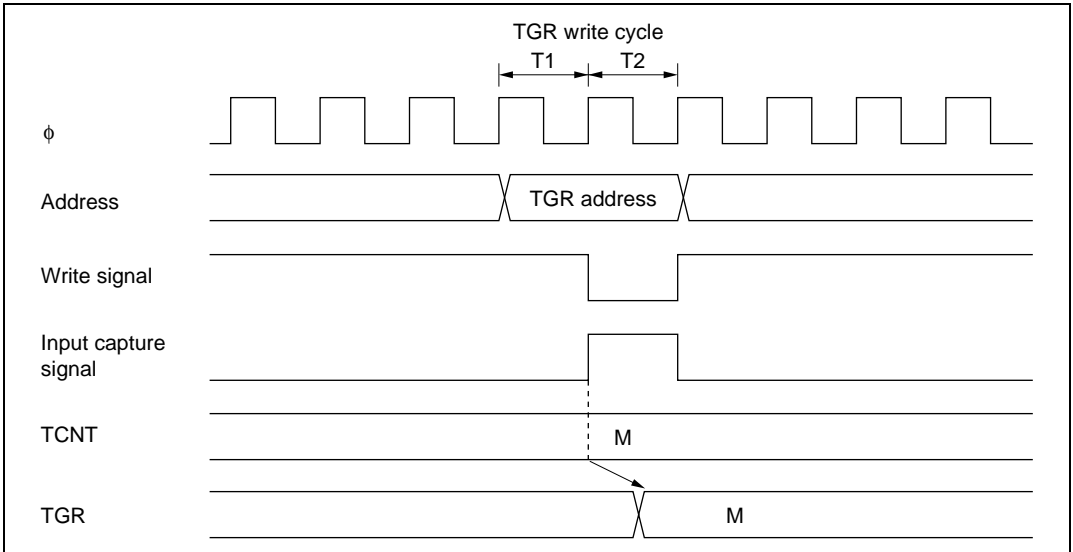 TGR write cycle
T1 T2
ϕ
Address
TGR address
Write signal
Input capture
signal
TCNT
M
TGR
M